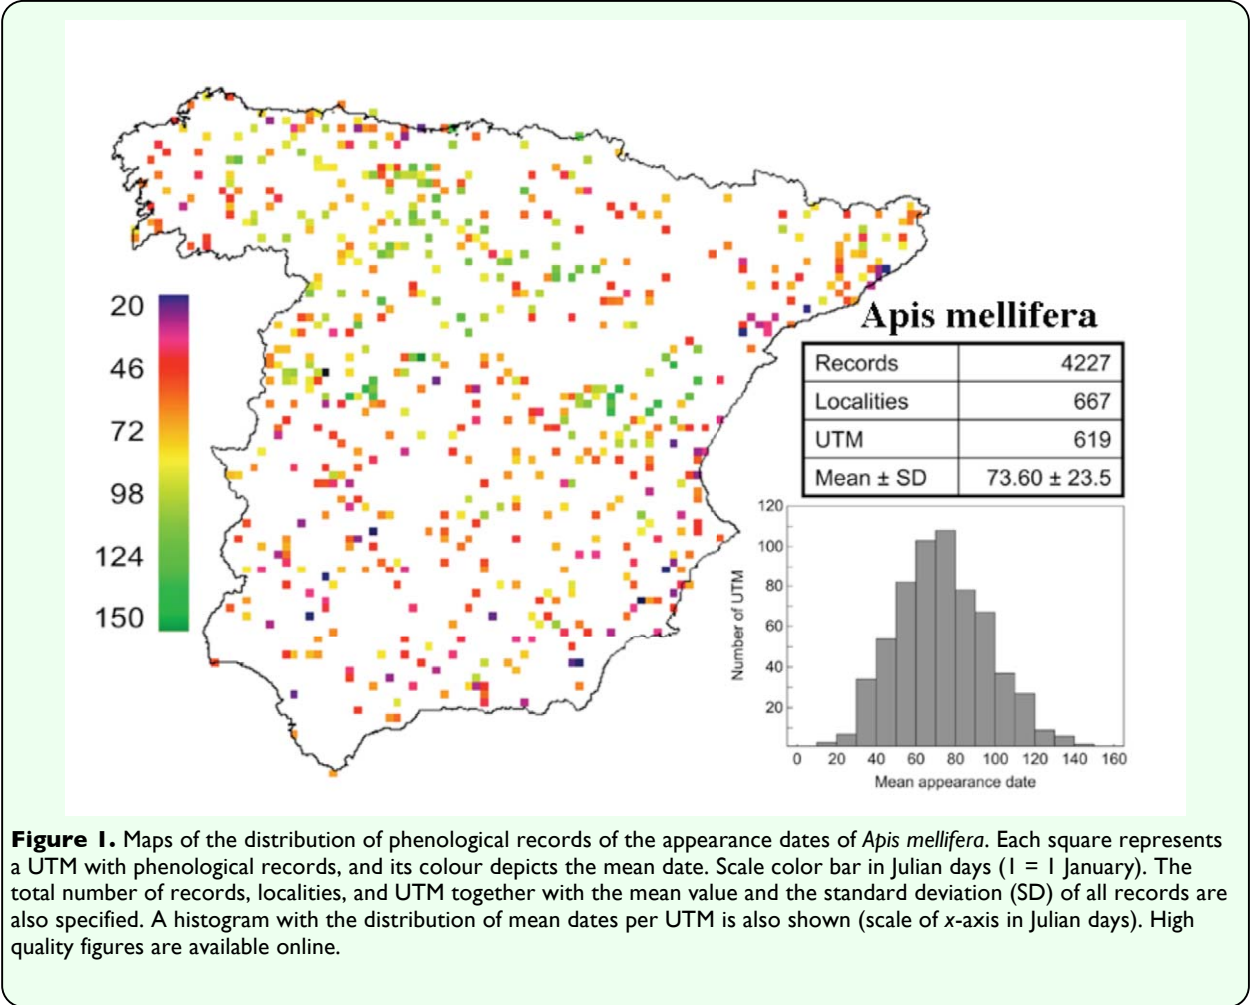 20
46
72
98
124
150
Apis mellifera
Records 4227
Localities 667
UTM 619
Mean ± SD 73.60 ± 23.5
120
100
80
60
40
20
Number of UTM
0 20 40 60 80 100 120 140 160
Mean appearance date
Figure 1. Maps of the distribution of phenological records of the appearance dates of Apis mellifera. Each square represents
a UTM with phenological records, and its colour depicts the mean date. Scale color bar in Julian days (1 = 1 January). The
total number of records, localities, and UTM together with the mean value and the standard deviation (SD) of all records are
also specified. A histogram with the distribution of mean dates per UTM is also shown (scale of x-axis in Julian days). High
quality figures are available online.